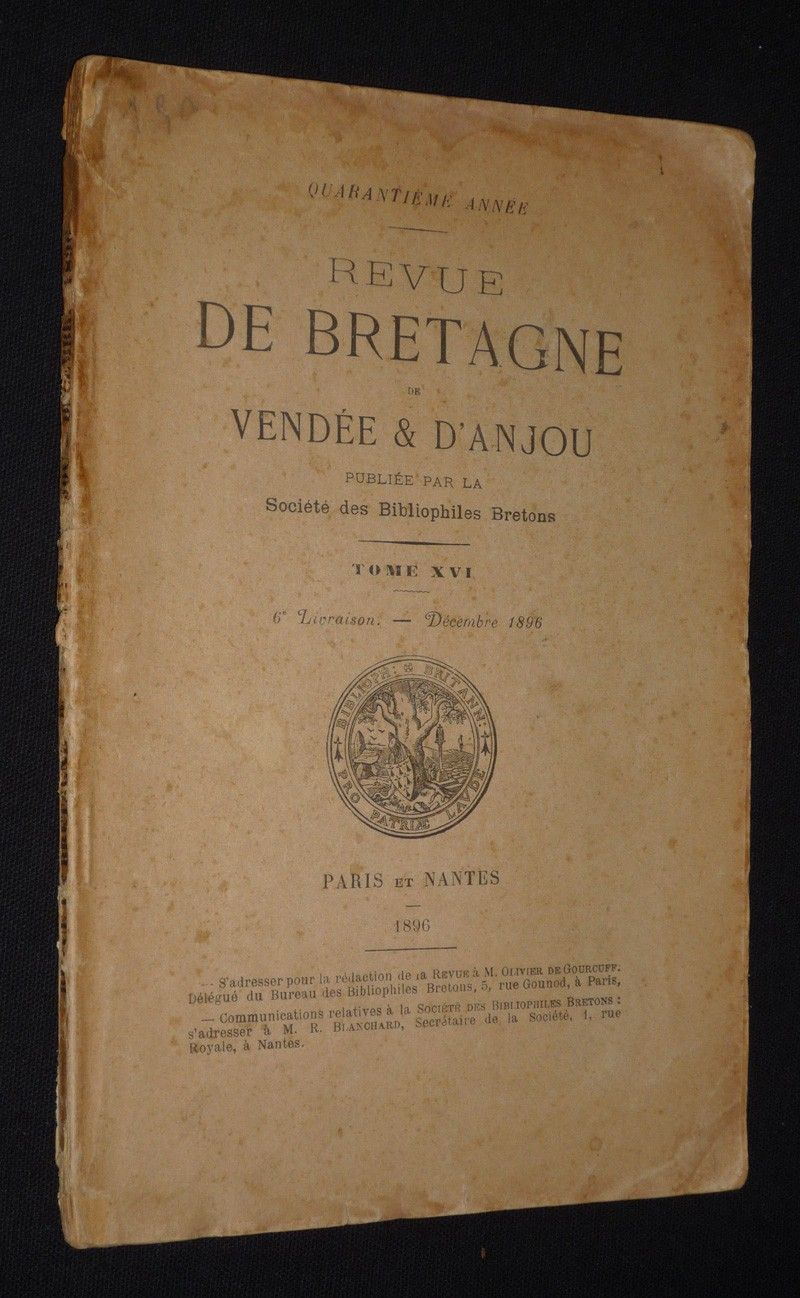 QUARANTIÈME ANNÉE
REVUE
DE BRETAGNE
DE
VENDÉE & D'ANJOU
PUBLIÉE PAR LA
Société des Bibliophiles Bretons
TOME XVI
6e Livraison. — Décembre 1896
BIBLIOTH: BRITANN:
PRO PATRIÆ LAVDE
PARIS ET NANTES
1896
— S'adresser pour la rédaction de la REVUE à M. OLIVIER DE GOURCUFF,
Délégué du Bureau des Bibliophiles Bretons, 5, rue Gounod, à Paris,
— Communications relatives à la SOCIÉTÉ DES BIBLIOPHILES BRETONS :
s'adresser à M. R. BLANCHARD, Secrétaire de la Société, 1, rue
Royale, à Nantes.